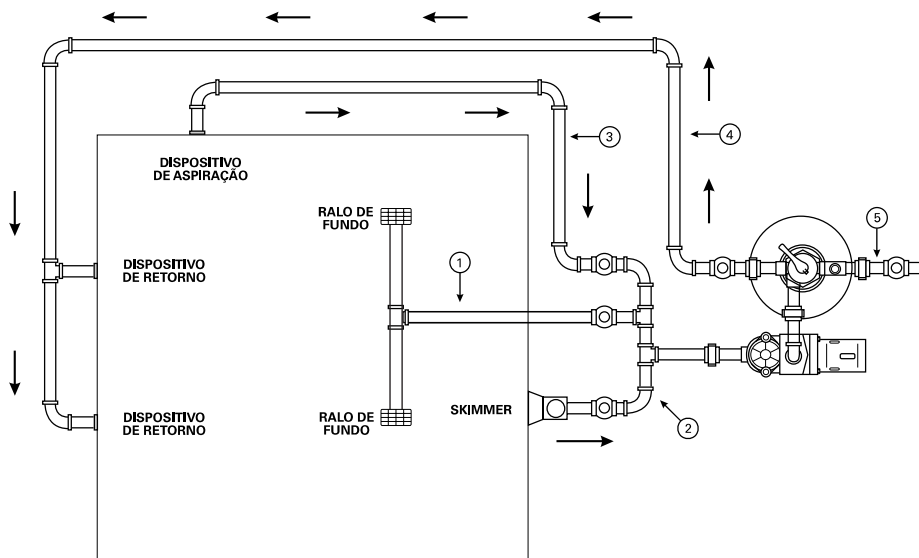 3
4
DISPOSITIVO
DE ASPIRAÇÃO
RALO DE
FUNDO
5
DISPOSITIVO
DE RETORNO
1
DISPOSITIVO
DE RETORNO
RALO DE
FUNDO
SKIMMER
2